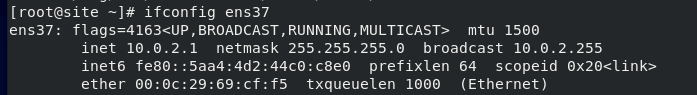 [root@site ~]# ifconfig ens37
ens37: flags=4163<UP,BROADCAST,RUNNING,MULTICAST>  mtu 1500
        inet 10.0.2.1  netmask 255.255.255.0  broadcast 10.0.2.255
        inet6 fe80::5aa4:4d2:44c0:c8e0  prefixlen 64  scopeid 0x20<link>
        ether 00:0c:29:69:cf:f5  txqueuelen 1000  (Ethernet)